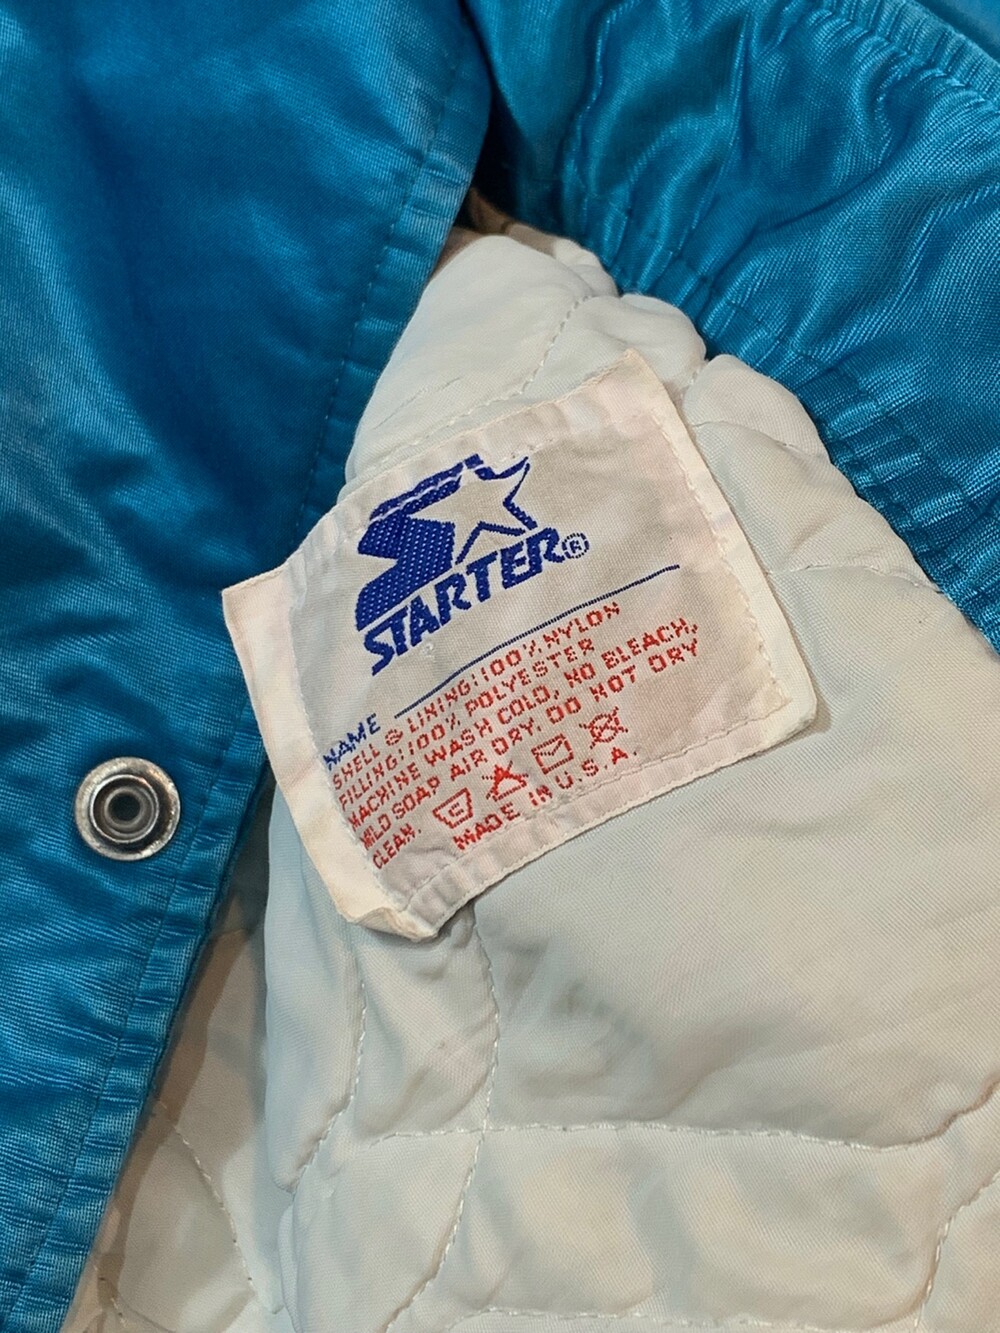 STARTER®
NAME
SHELL & LINING:100% NYLON
FILLING:100% POLYESTER
MACHINE WASH COLD, NO BLEACH,
MILD SOAP AIR DRY. DO NOT DRY
CLEAN.
MADE IN U.S.A.